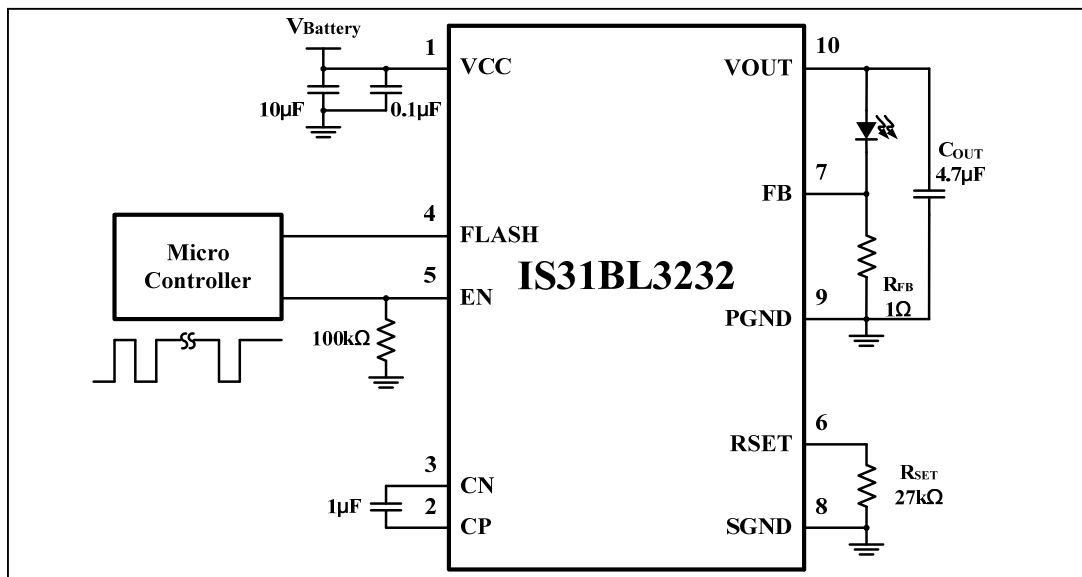 VBattery
1
VCC
10µF
0.1µF
10
VOUT
COUT
4.7µF
7
FB
4
FLASH
Micro
Controller
5
EN
IS31BL3232
RFB
1Ω
9
PGND
100kΩ
6
RSET
RSET
27kΩ
3
CN
1µF
2
CP
8
SGND